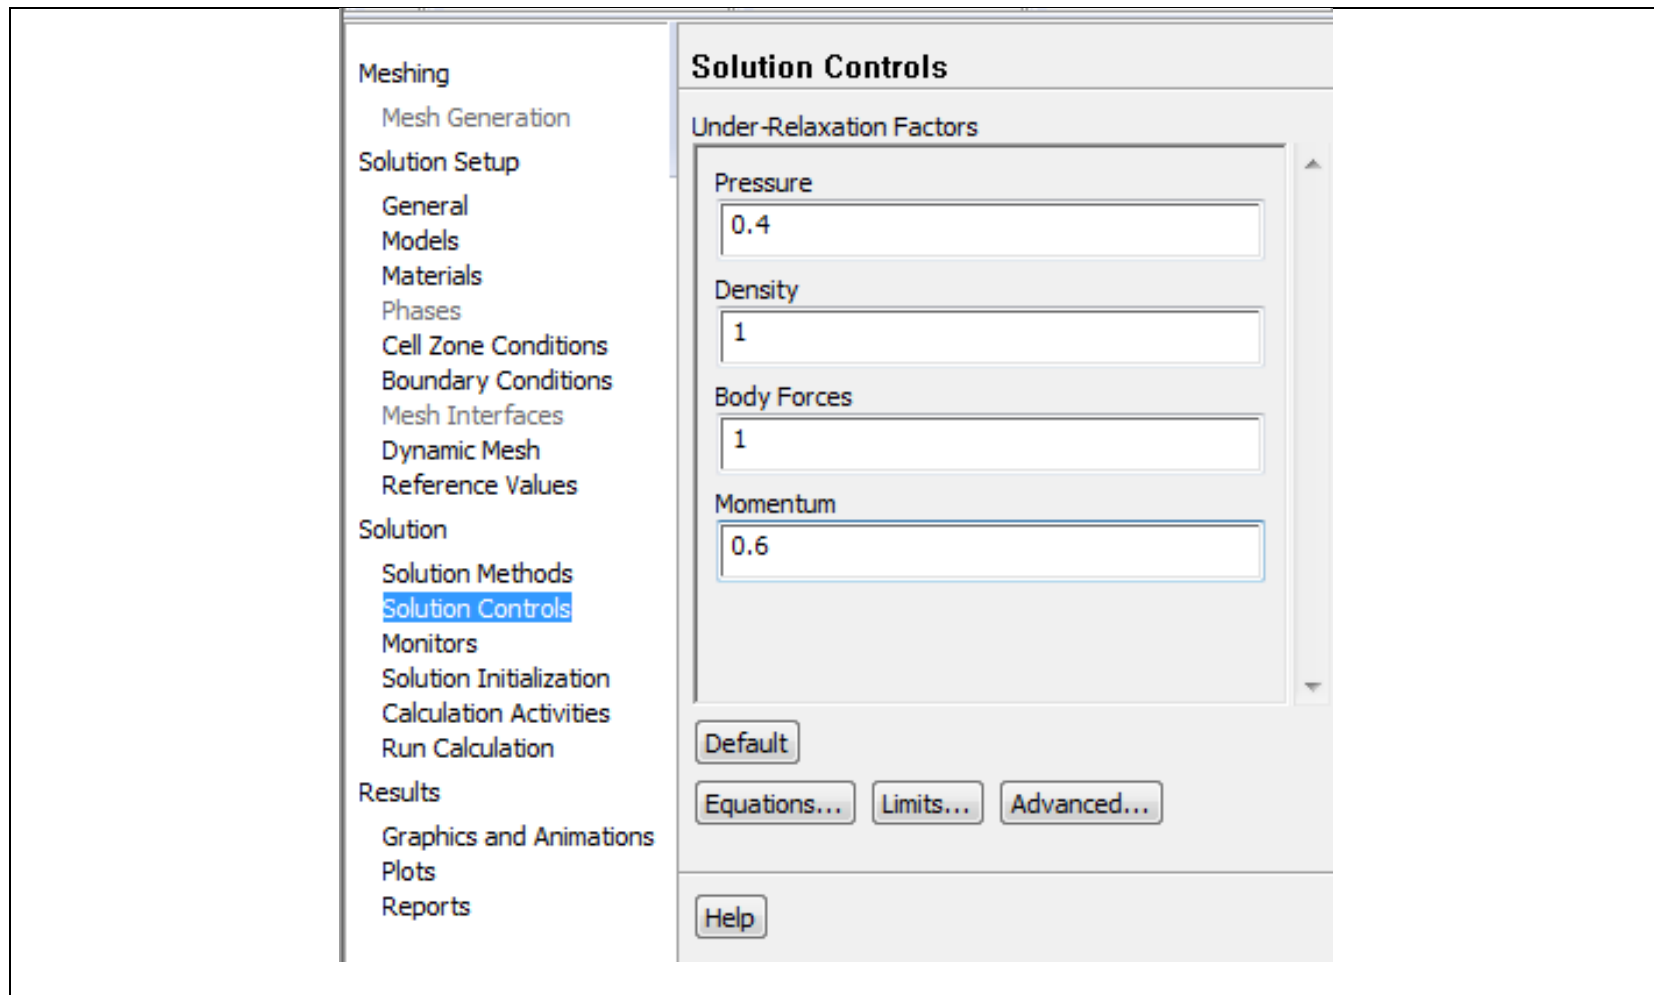 Meshing
Mesh Generation
Solution Setup
General
Models
Materials
Phases
Cell Zone Conditions
Boundary Conditions
Mesh Interfaces
Dynamic Mesh
Reference Values
Solution
Solution Methods
Solution Controls
Monitors
Solution Initialization
Calculation Activities
Run Calculation
Results
Graphics and Animations
Plots
Reports
Solution Controls
Under-Relaxation Factors
Pressure
0.4
Density
1
Body Forces
1
Momentum
0.6
Default
Equations... Limits... Advanced...
Help